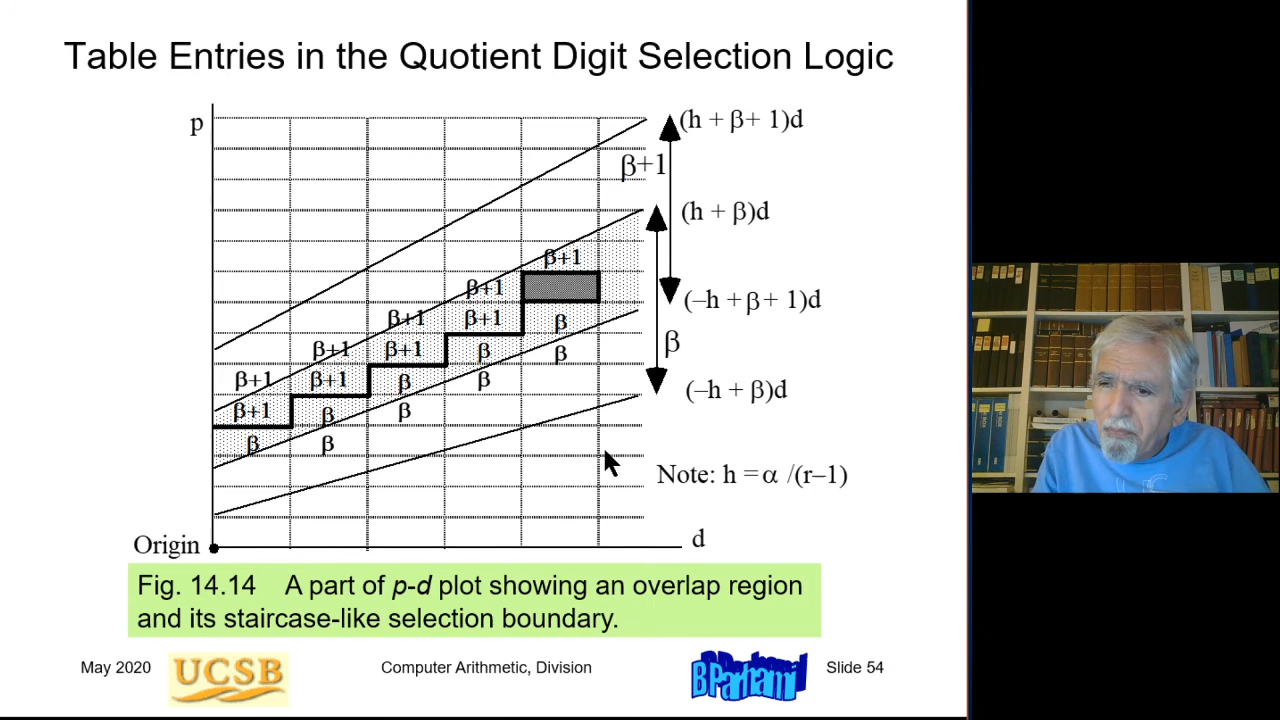 Table Entries in the Quotient Digit Selection Logic
p
(h + β+ 1)d
β+1
(h + β)d
β+1
β+1
(–h + β + 1)d
β+1
β+1
β
β+1
β+1
β
β
β
β+1
β+1
β
β
(–h + β)d
β+1
β
β
β
β
Note: h = α /(r–1)
Origin
d
Fig. 14.14 A part of p-d plot showing an overlap region
and its staircase-like selection boundary.
May 2020
UCSB
Computer Arithmetic, Division
BParhami
Slide 54